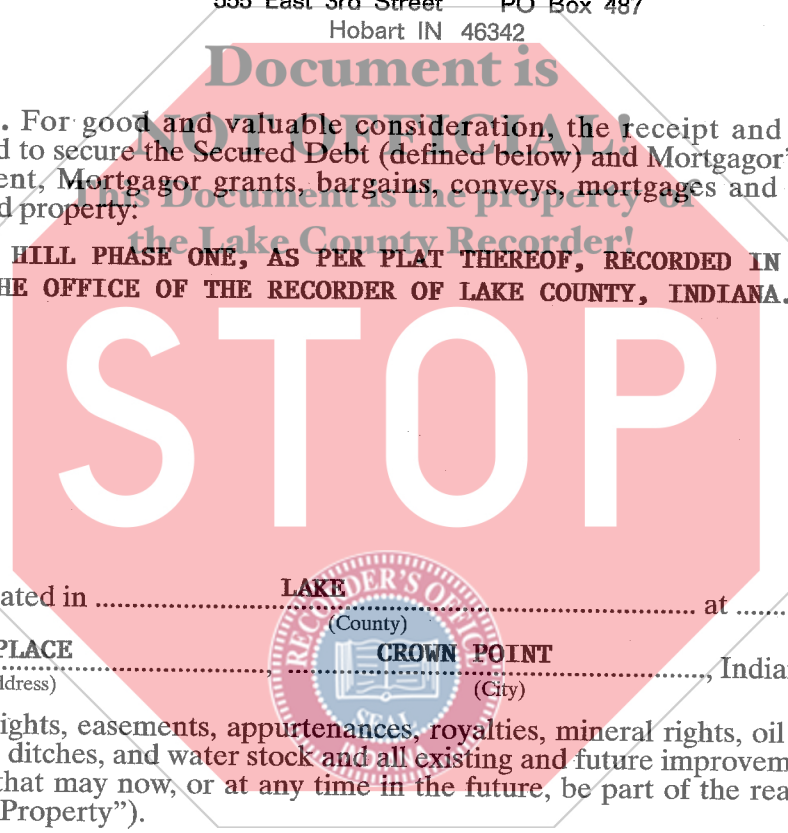 555 East 3rd Street PO Box 487
Hobart IN 46342
Document is
. For good and valuable consideration, the receipt and
NOT OFFICIAL!
d to secure the Secured Debt (defined below) and Mortgagor'
ent, Mortgagor grants, bargains, conveys, mortgages and
This Document is the property of
d property:
the Lake County Recorder!
HILL PHASE ONE, AS PER PLAT THEREOF, RECORDED IN
HE OFFICE OF THE RECORDER OF LAKE COUNTY, INDIANA.
STOP
ated in LAKE at
(County)
PLACE, CROWN POINT, India
ldress) (City)
RECORDER'S OFFICE
SEAL
INDIANA
ights, easements, appurtenances, royalties, mineral rights, oil
ditches, and water stock and all existing and future improvem
that may now, or at any time in the future, be part of the rea
Property").